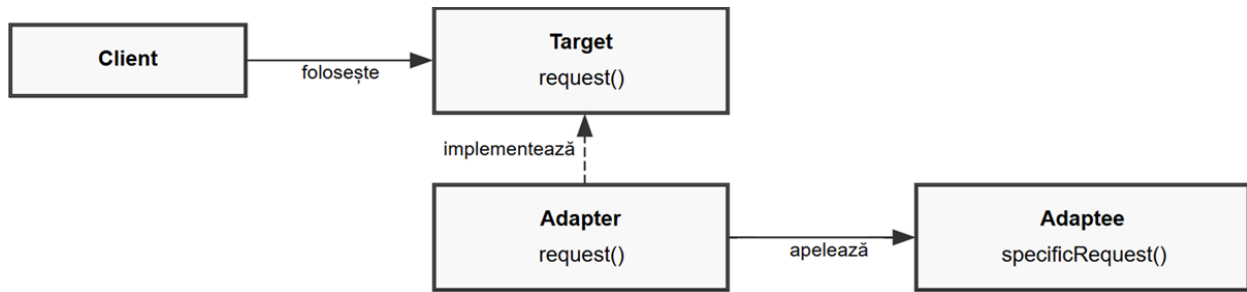 Client
folosește
Target
request()
implementează
Adapter
request()
apelează
Adaptee
specificRequest()